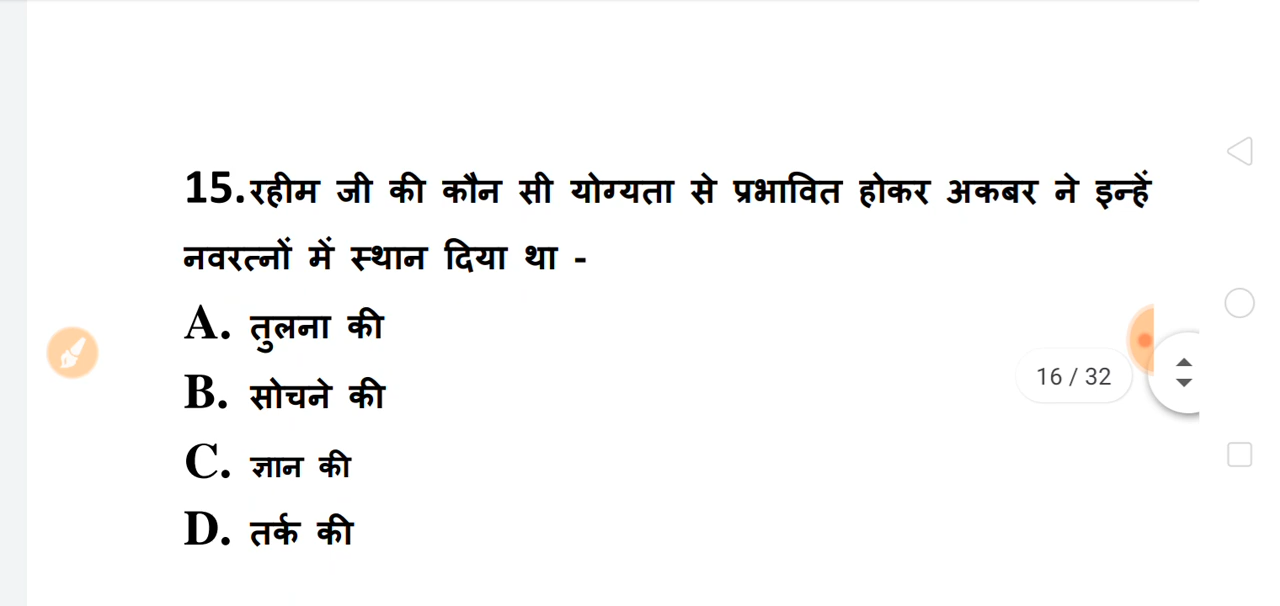 15.रहीम जी की कौन सी योग्यता से प्रभावित होकर अकबर ने इन्हें
नवरत्नों में स्थान दिया था -
A. तुलना की
B. सोचने की
C. ज्ञान की
D. तर्क की
16 / 32